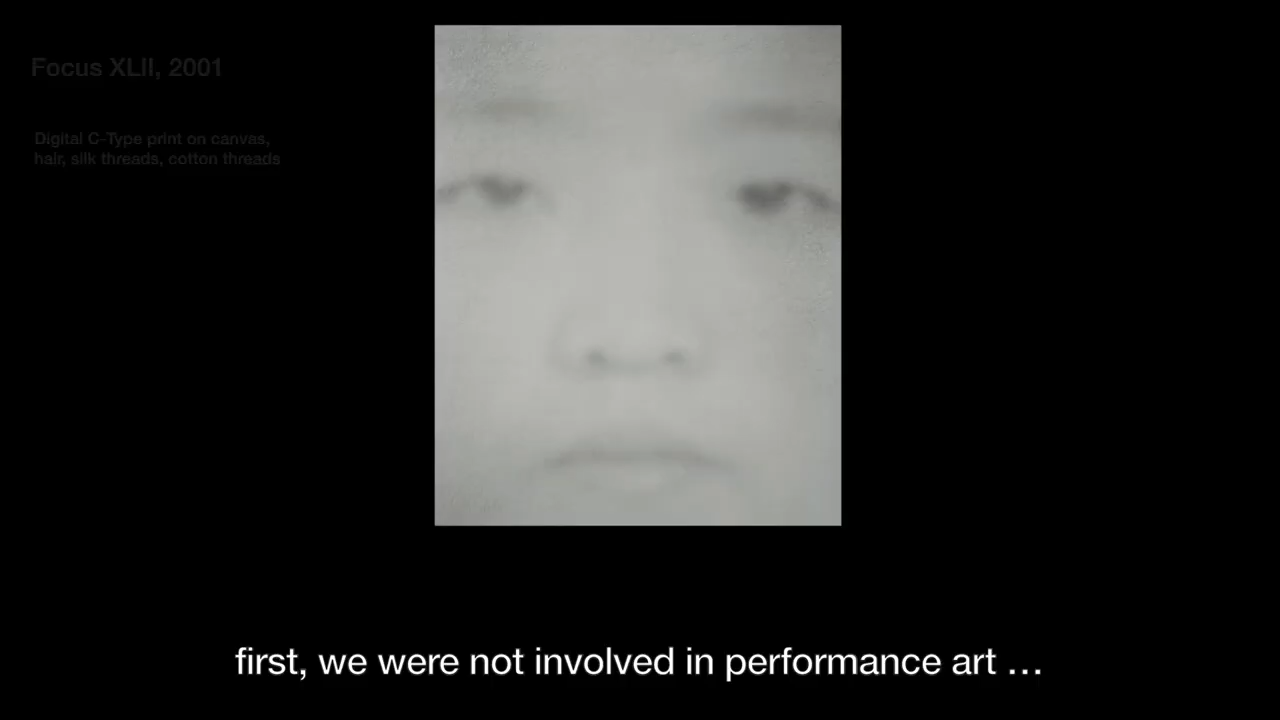 Focus XLII, 2001
Digital C-Type print on canvas,
hair, silk threads, cotton threads
first, we were not involved in performance art …